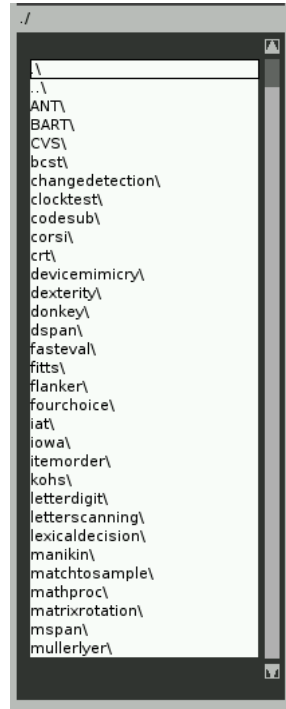 ./
.\
..\
ANT\
BART\
CVS\
bcst\
changedetection\
clocktest\
codesub\
corsi\
crt\
devicemimicry\
dexterity\
donkey\
dspan\
fasteval\
fitts\
flanker\
fourchoice\
iat\
iowa\
itemorder\
kohs\
letterdigit\
letterscanning\
lexicaldecision\
manikin\
matchtosample\
mathproc\
matrixrotation\
mspan\
mullerlyer\